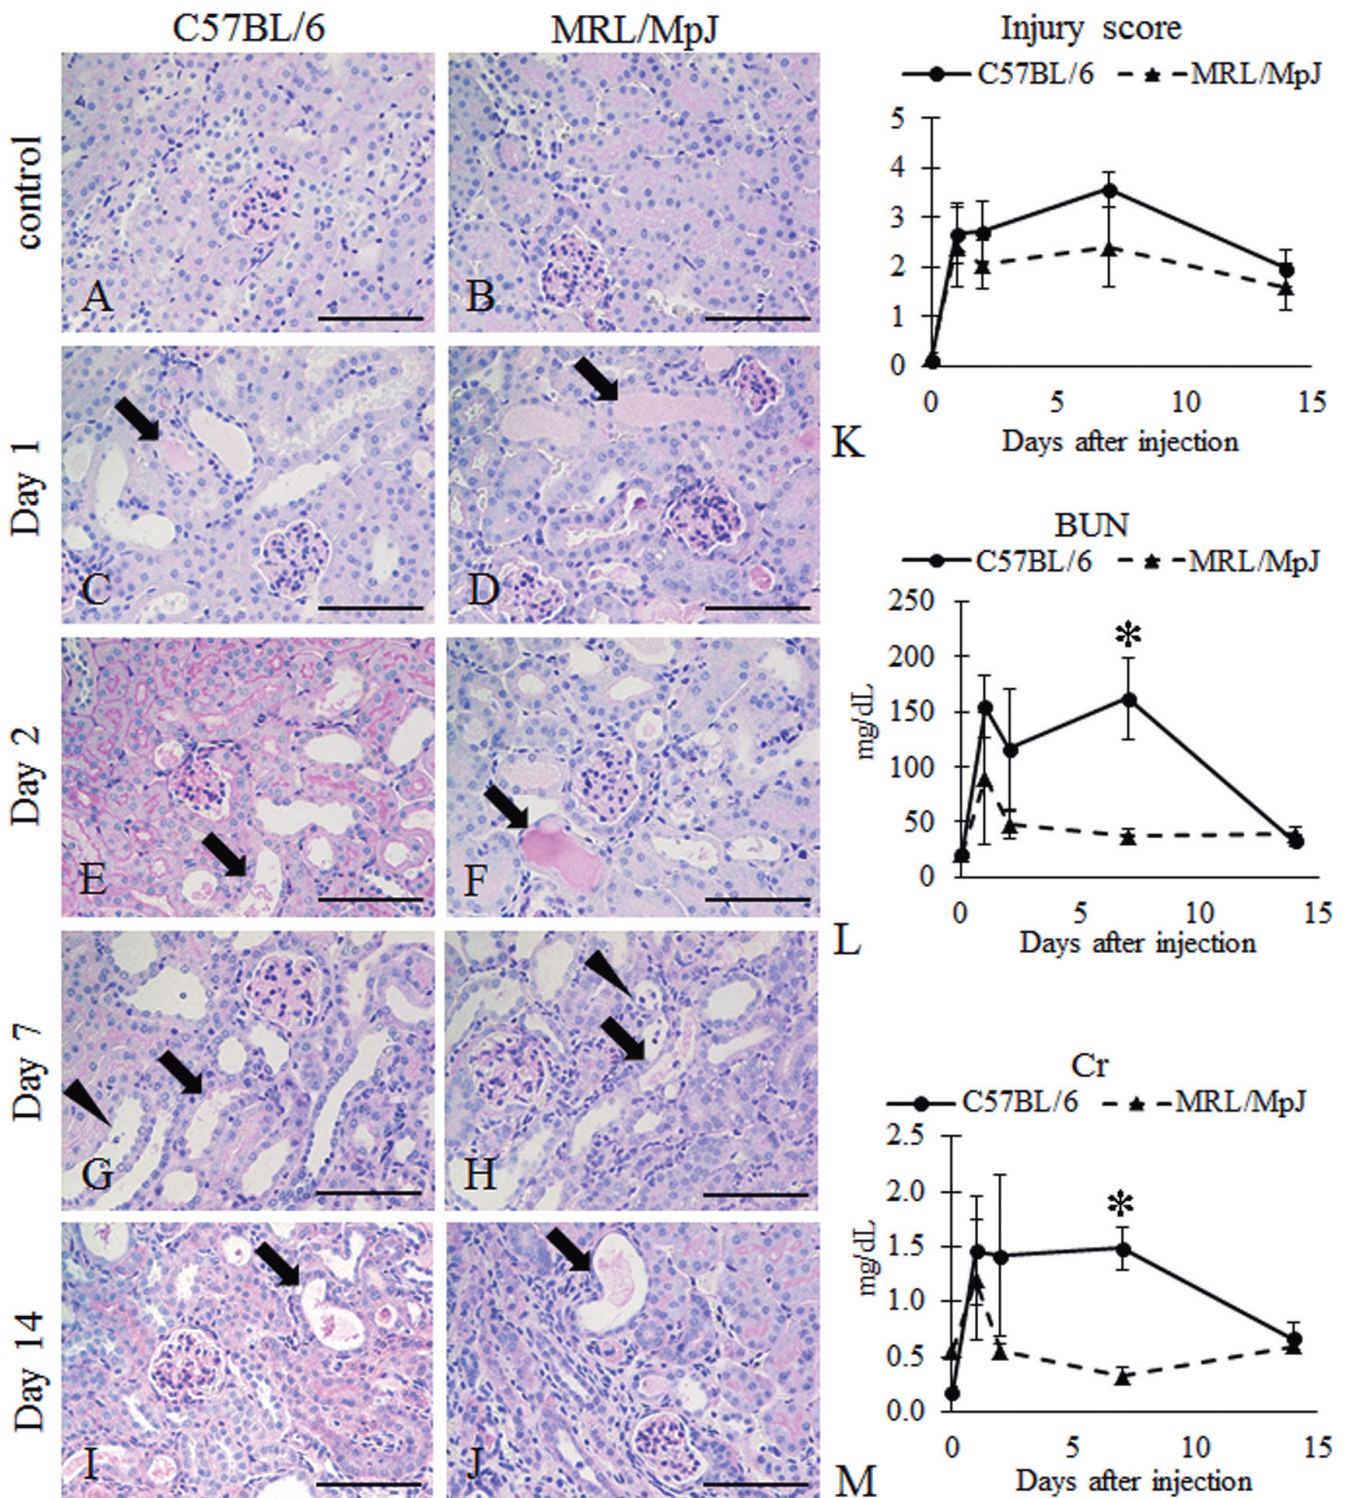 C57BL/6 MRL/MpJ
control
A B
Day 1
C D
Day 2
E F
Day 7
G H
Day 14
I J
Injury score
C57BL/6 MRL/MpJ
5
4
3
2
1
0
0 5 10 15
Days after injection
K
BUN
C57BL/6 MRL/MpJ
mg/dL
250
200
150
100
50
0
*
0 5 10 15
Days after injection
L
Cr
C57BL/6 MRL/MpJ
mg/dL
2.5
2.0
1.5
1.0
0.5
0.0
*
0 5 10 15
Days after injection
M